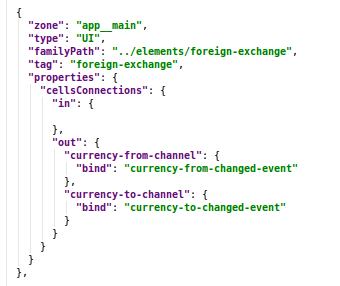 {
"zone": "app__main",
"type": "UI",
"familyPath": "../elements/foreign-exchange",
"tag": "foreign-exchange",
"properties": {
"cellsConnections": {
"in": {
},
"out": {
"currency-from-channel": {
"bind": "currency-from-changed-event"
},
"currency-to-channel": {
"bind": "currency-to-changed-event"
}
}
}
}
},